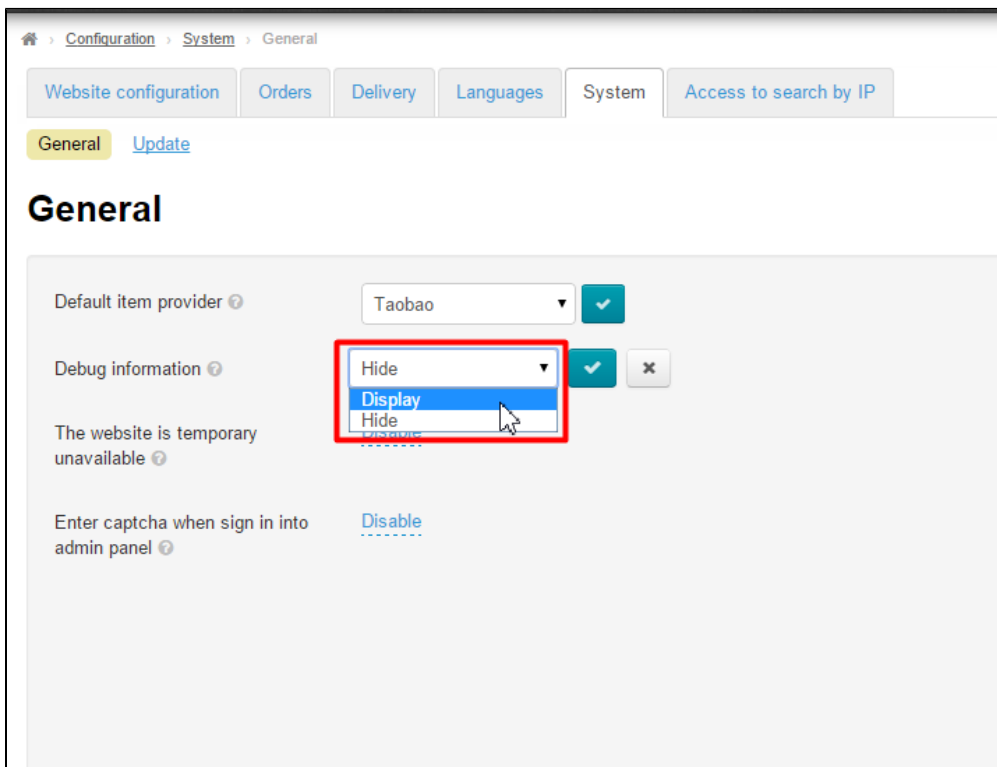 Configuration › System › General
Website configuration Orders Delivery Languages System Access to search by IP
General Update
General
Default item provider ?
Taobao
Debug information ?
Hide
Display
Hide
The website is temporary
unavailable ?
Disable
Enter captcha when sign in into
admin panel ?
Disable